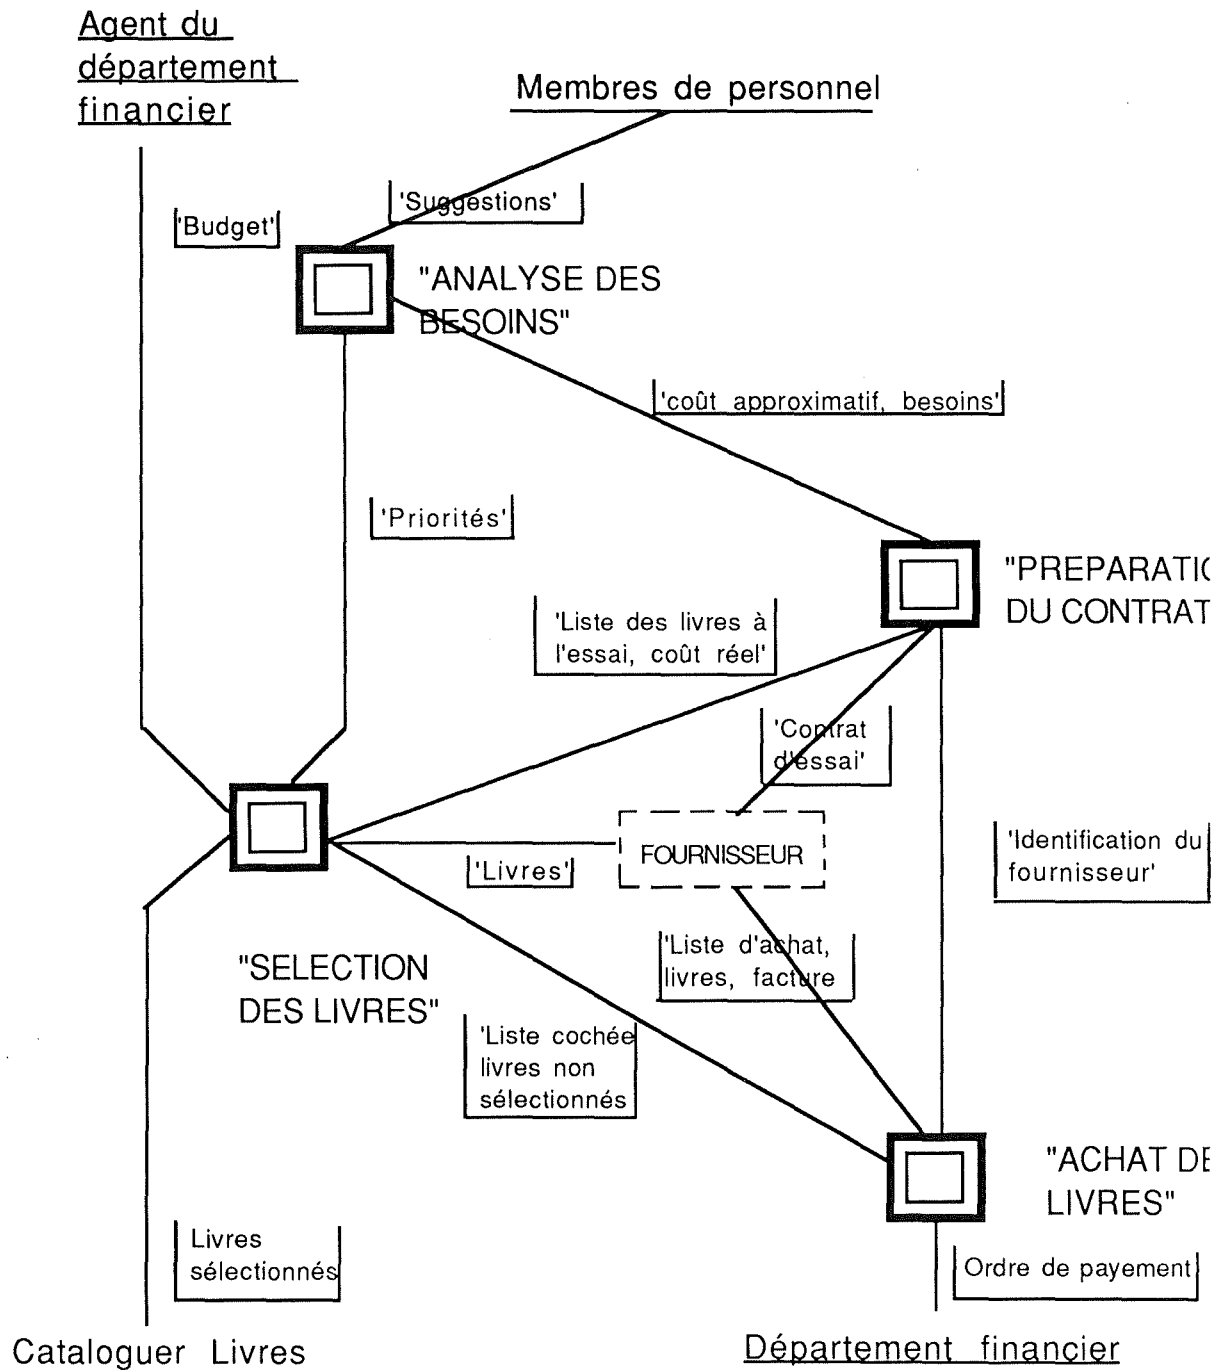 Agent du
département
financier
Membres de personnel
'Suggestions'
'Budget'
"ANALYSE DES
BESOINS"
'coût approximatif, besoins'
'Priorités'
"PREPARATIO
DU CONTRAT
'Liste des livres à
l'essai, coût réel'
'Contrat
d'essai'
FOURNISSEUR
'Livres'
'Identification du
fournisseur'
'Liste d'achat,
livres, facture
"SELECTION
DES LIVRES"
'Liste cochée
livres non
sélectionnés
"ACHAT DE
LIVRES"
Livres
sélectionnés
Ordre de payement
Cataloguer Livres
Département financier